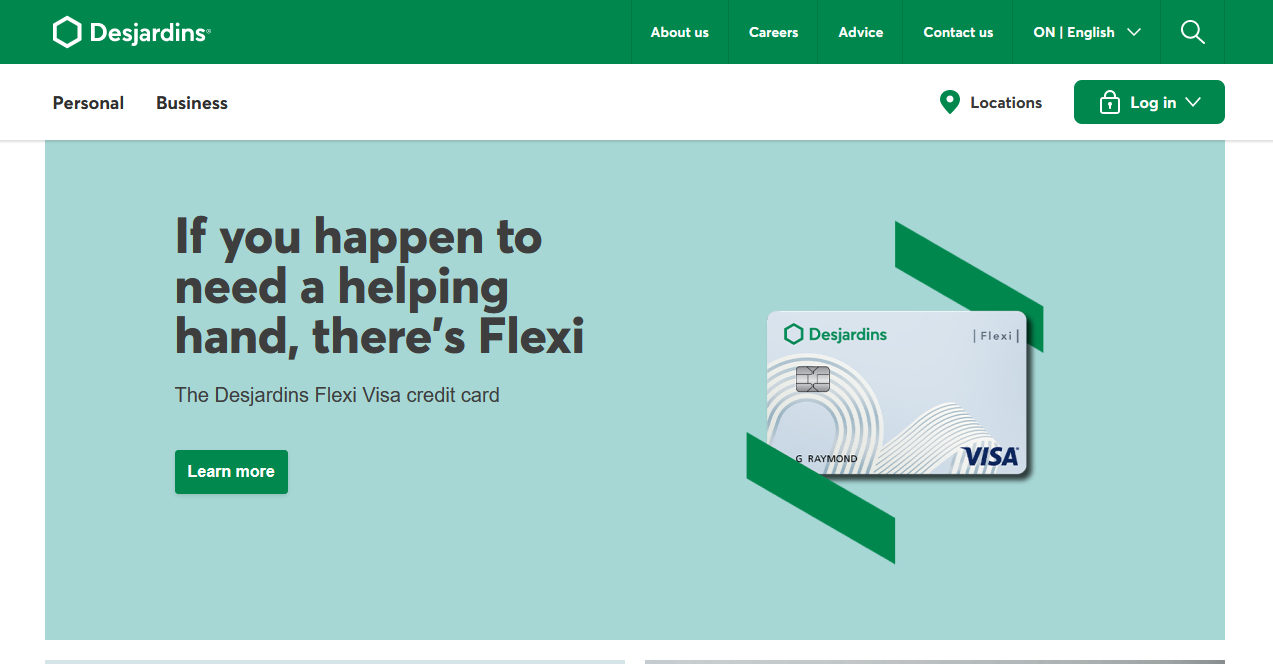 Desjardins®
About us
Careers
Advice
Contact us
ON | English
Personal
Business
Locations
Log in
If you happen to
need a helping
hand, there's Flexi
The Desjardins Flexi Visa credit card
Learn more
Desjardins
| Flexi |
G RAYMOND
VISA